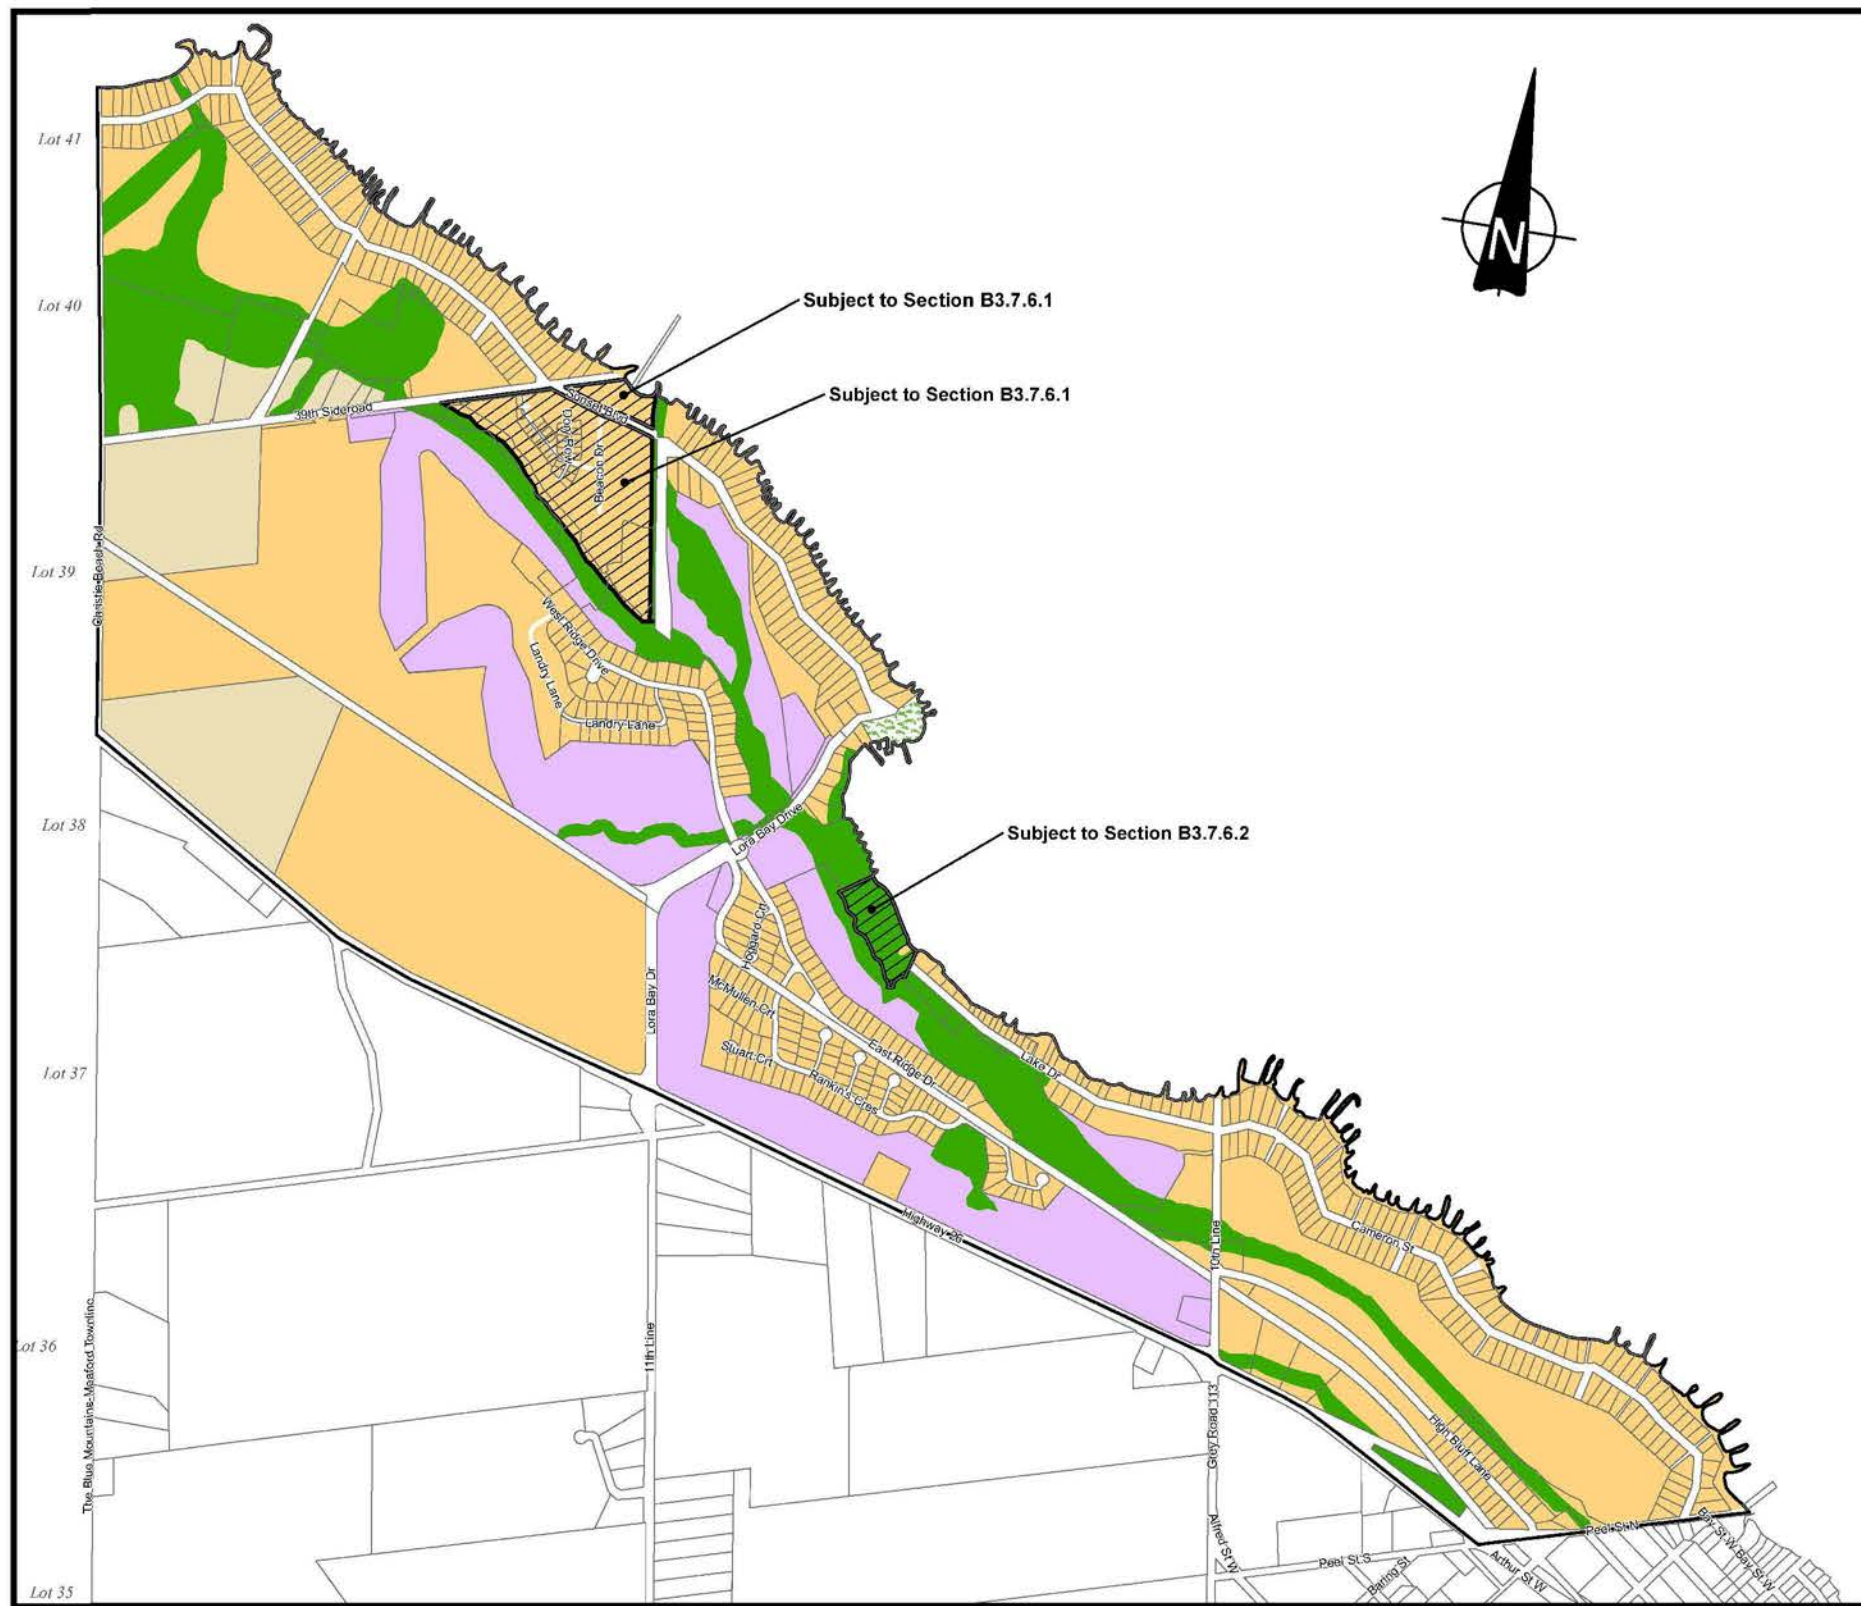 Lot 41
N
Lot 40
Subject to Section B3.7.6.1
Subject to Section B3.7.6.1
Sunset Blvd
39th Sideroad
Beacon Dr
Christie Beach Rd
Lot 39
West Ridge Drive
Landry Lane
Landry Lane
Lot 38
Lora Bay Drive
Subject to Section B3.7.6.2
Hoggard Crt
McMullen Crt
Lora Bay Dr
Stuart Crt
East Ridge Dr
Lake Dr
Rankin's Cres
Lot 37
Highway 26
10th Line
Cameron St
Lot 36
The Blue Mountains-Meaford Townline
11th Line
Grey Road 113
High Bluff Lane
Peel St N
Bay St W
Bay St W
Alfred St W
Peel St S
Baring St
Arthur St W
Lot 35